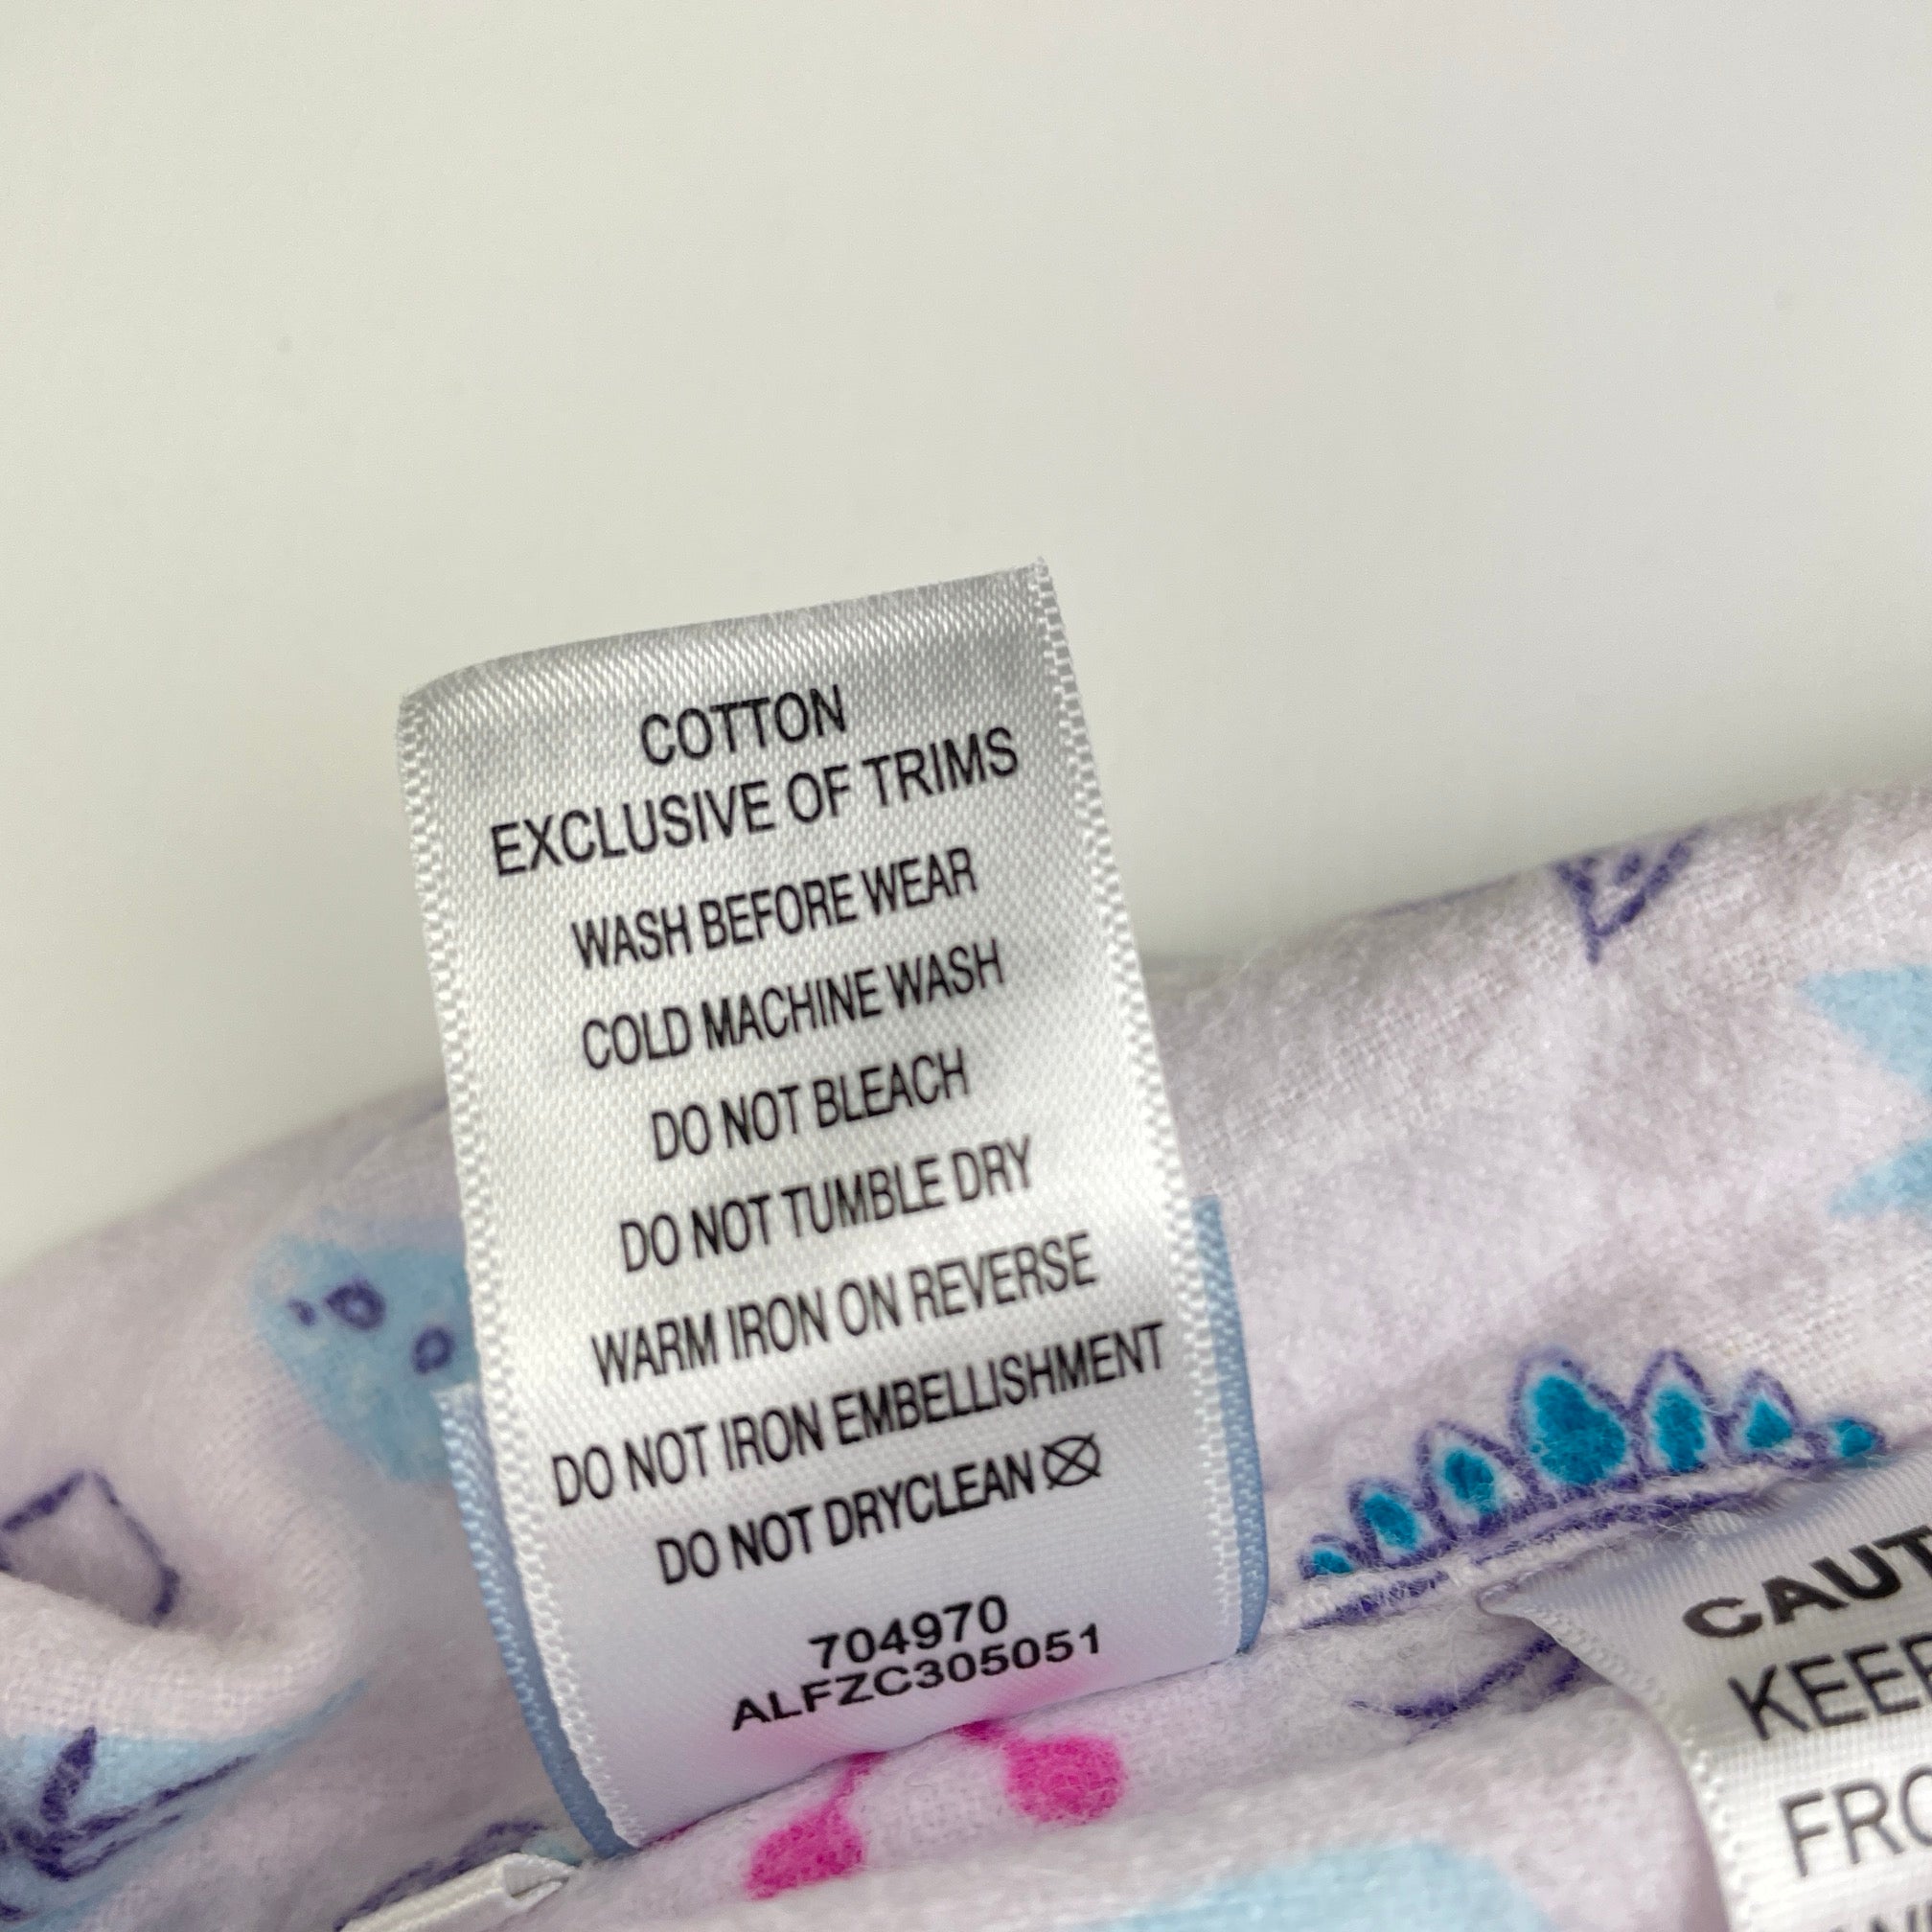 COTTON
EXCLUSIVE OF TRIMS
WASH BEFORE WEAR
COLD MACHINE WASH
DO NOT BLEACH
DO NOT TUMBLE DRY
WARM IRON ON REVERSE
DO NOT IRON EMBELLISHMENT
DO NOT DRYCLEAN
704970
ALFZC305051